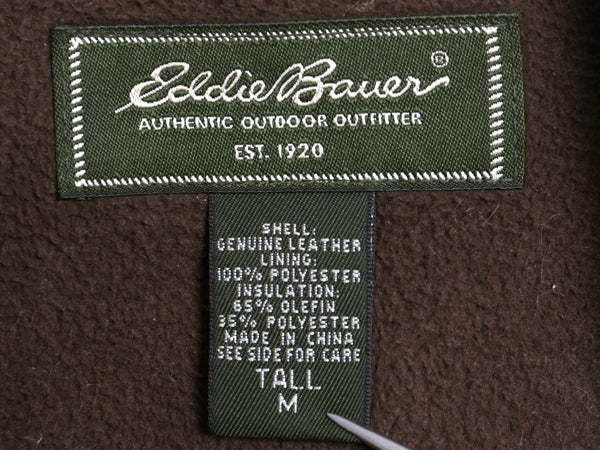 Eddie Bauer®
AUTHENTIC OUTDOOR OUTFITTER
EST. 1920
SHELL:
GENUINE LEATHER
LINING:
100% POLYESTER
INSULATION:
65% OLEFIN
35% POLYESTER
MADE IN CHINA
SEE SIDE FOR CARE
TALL
M